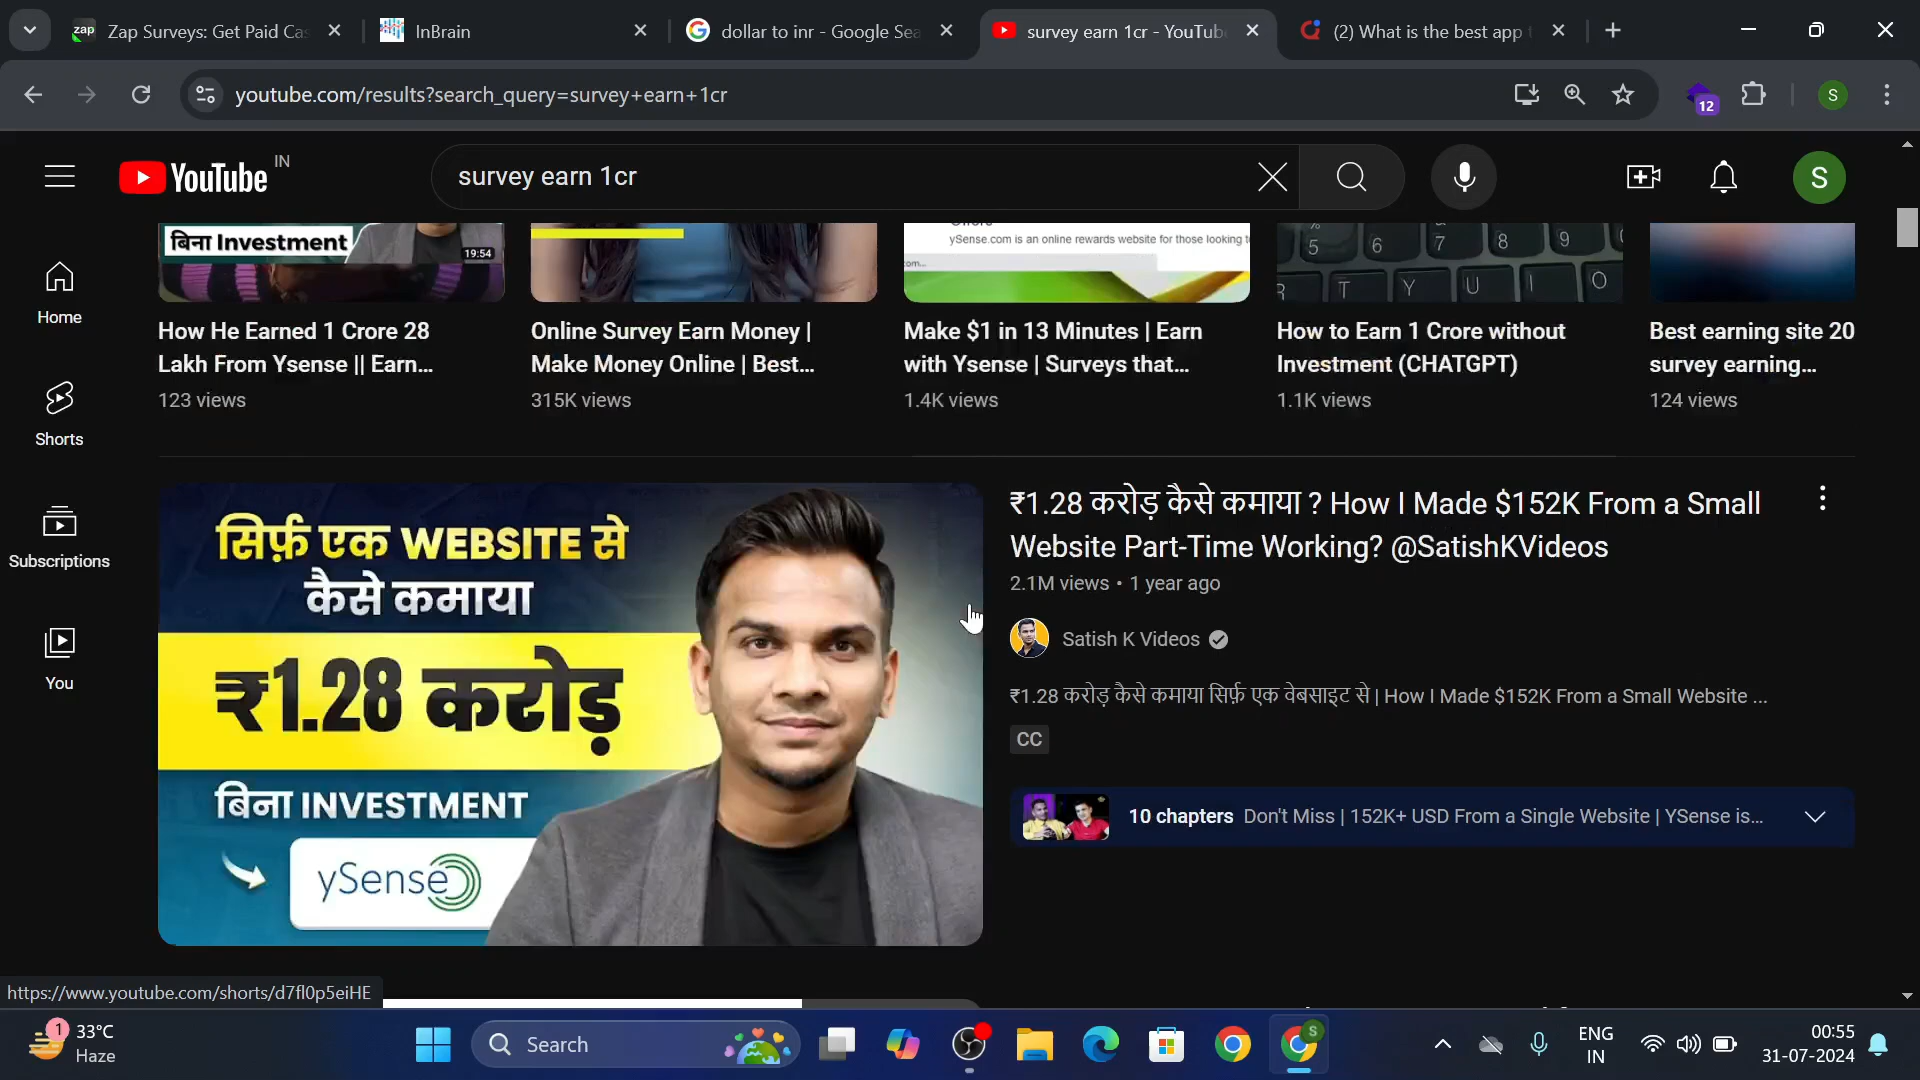 Zap Surveys: Get Paid Cas
InBrain
dollar to inr - Google Sea
survey earn 1cr - YouTube
(2) What is the best app t
youtube.com/results?search_query=survey+earn+1cr
12
S
YouTube IN
survey earn 1cr
S
बिना Investment
19:54
ySense.com is an online rewards website for those looking t
com...
5 6 7 8 9
R T Y U I O
Home
Shorts
Subscriptions
You
How He Earned 1 Crore 28
Lakh From Ysense || Earn...
123 views
Online Survey Earn Money |
Make Money Online | Best...
315K views
Make $1 in 13 Minutes | Earn
with Ysense | Surveys that...
1.4K views
How to Earn 1 Crore without
Investment (CHATGPT)
1.1K views
Best earning site 20
survey earning...
124 views
सिर्फ़ एक WEBSITE से
कैसे कमाया
₹1.28 करोड़
बिना INVESTMENT
ySense
₹1.28 करोड़ कैसे कमाया ? How I Made $152K From a Small
Website Part-Time Working? @SatishKVideos
2.1M views • 1 year ago
Satish K Videos
₹1.28 करोड़ कैसे कमाया सिर्फ़ एक वेबसाइट से | How I Made $152K From a Small Website ...
CC
10 chapters Don't Miss | 152K+ USD From a Single Website | YSense is...
https://www.youtube.com/shorts/d7fl0p5eiHE
1
33°C
Haze
Search
S
ENG
IN
00:55
31-07-2024